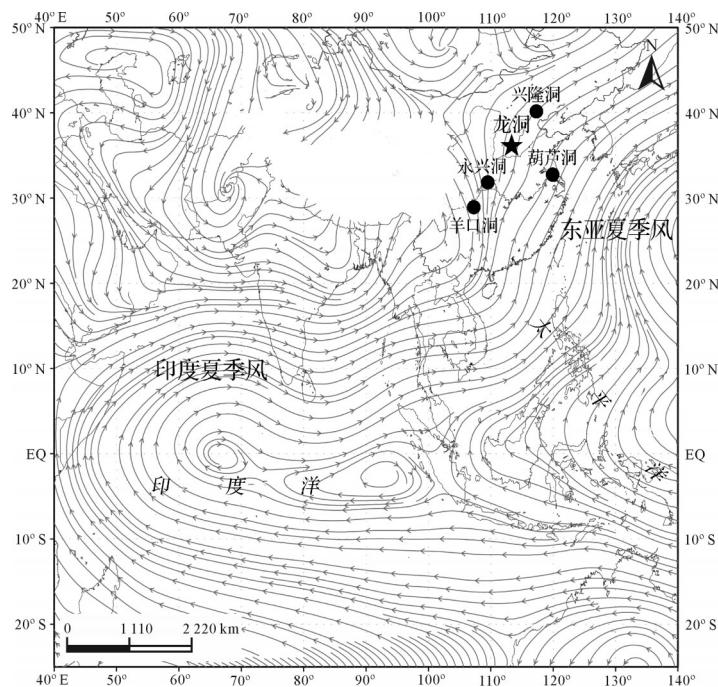 40° E 50° 60° 70° 80° 90° 100° 110° 120° 130° 140°
50° N 50° N
N
兴隆洞
40° N 40° N
龙洞
葫芦洞
永兴洞
30° N 30° N
羊口洞
东亚夏季风
20° N 20° N
太
10° N 10° N
印度夏季风
平
EQ EQ
洋
印 度 洋
10° S 10° S
20° S 20° S
0 1 110 2 220 km
40° E 50° 60° 70° 80° 90° 100° 110° 120° 130° 140°